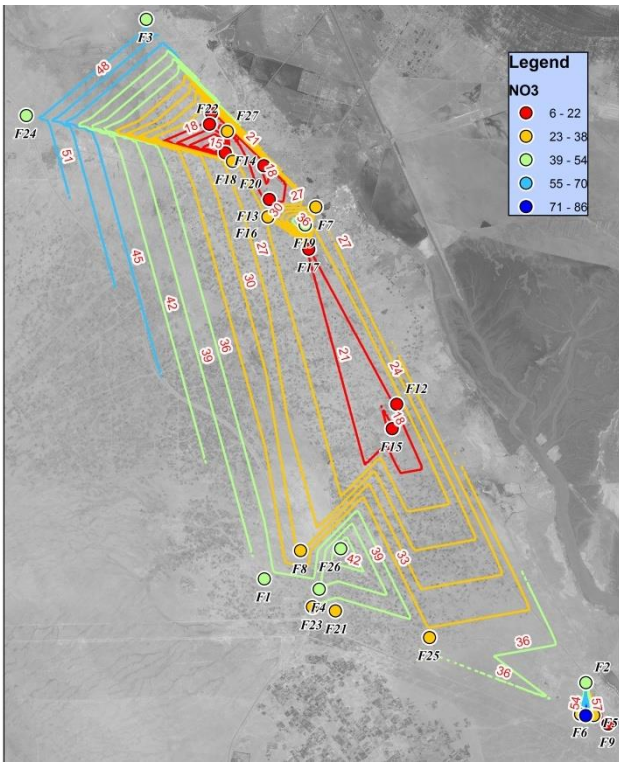 F3
Legend
NO3
6 - 22
23 - 38
39 - 54
55 - 70
71 - 86
48
F24
F22
F27
18
21
15
F14
F18
18
F20
51
27
F13
30
36
F7
F16
F19
27
27
F17
45
30
42
39
36
21
24
F12
18
F15
F8
F26
42
39
33
F1
F4
F23
F21
F25
36
36
F2
54
57
F5
F6
F9